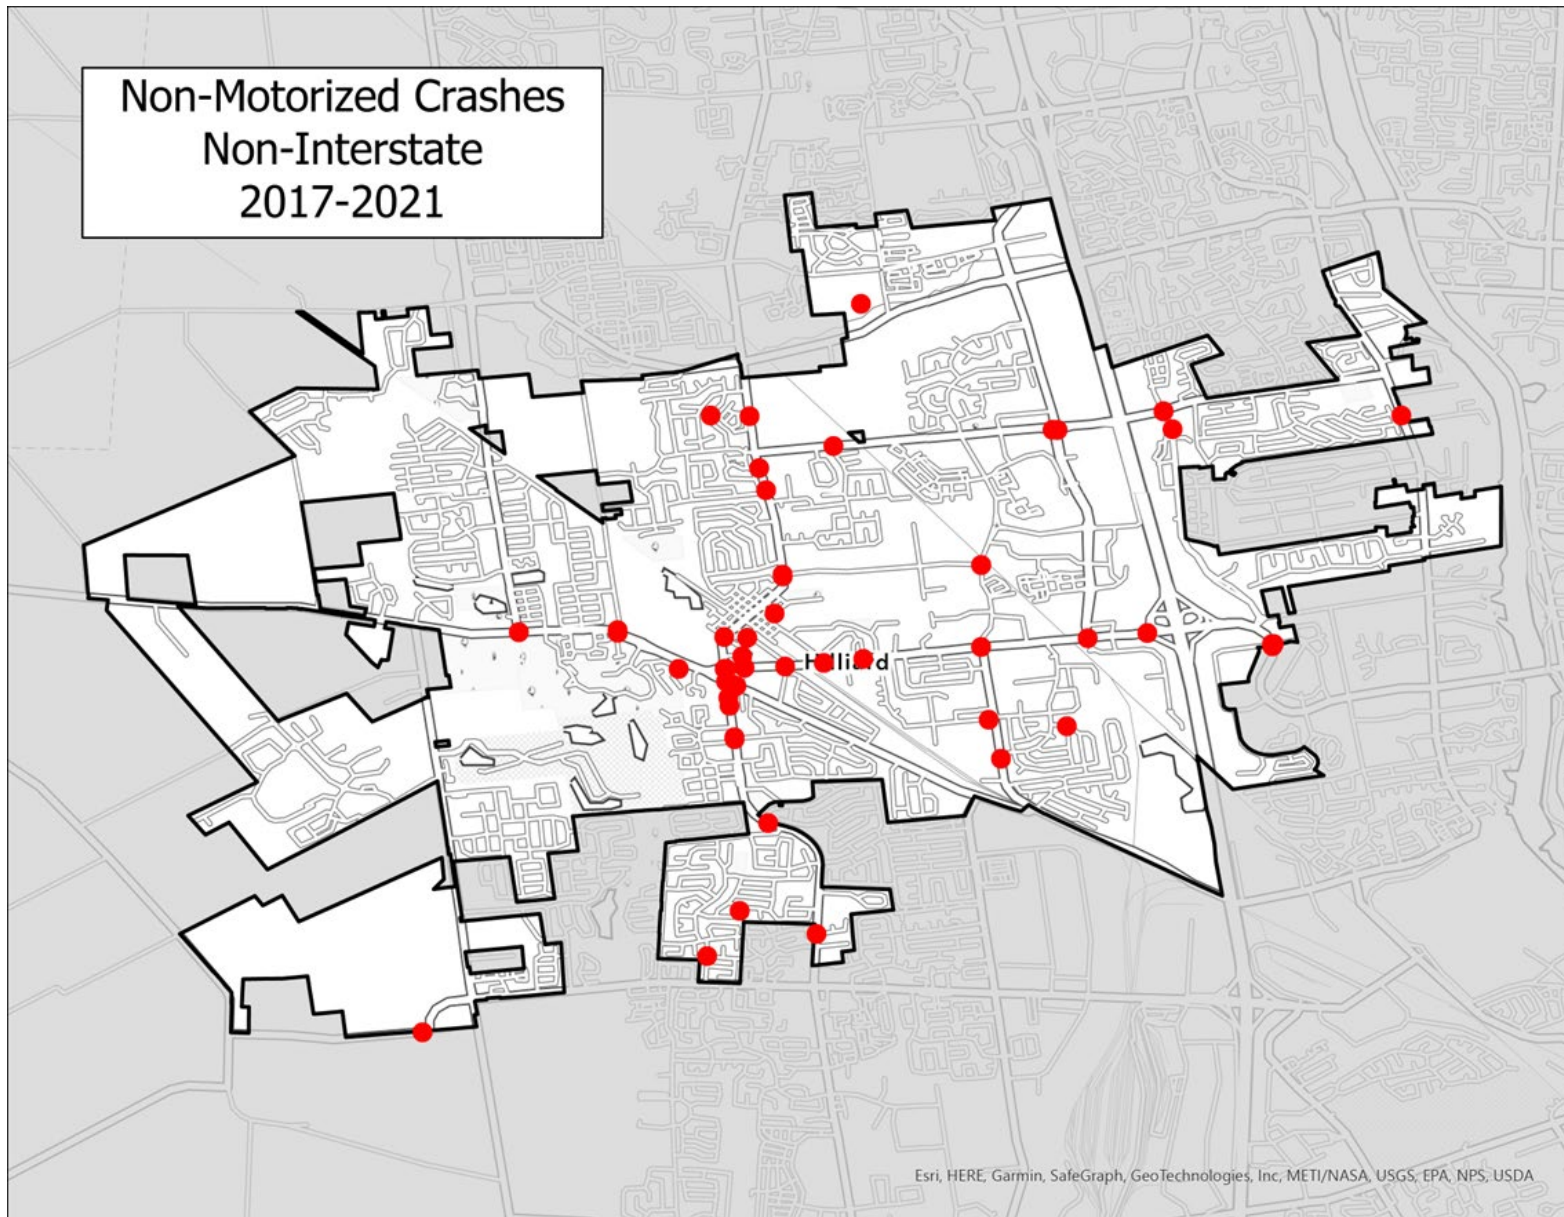 Non-Motorized Crashes
Non-Interstate
2017-2021
Hilliard
Esri, HERE, Garmin, SafeGraph, GeoTechnologies, Inc, METI/NASA, USGS, EPA, NPS, USDA